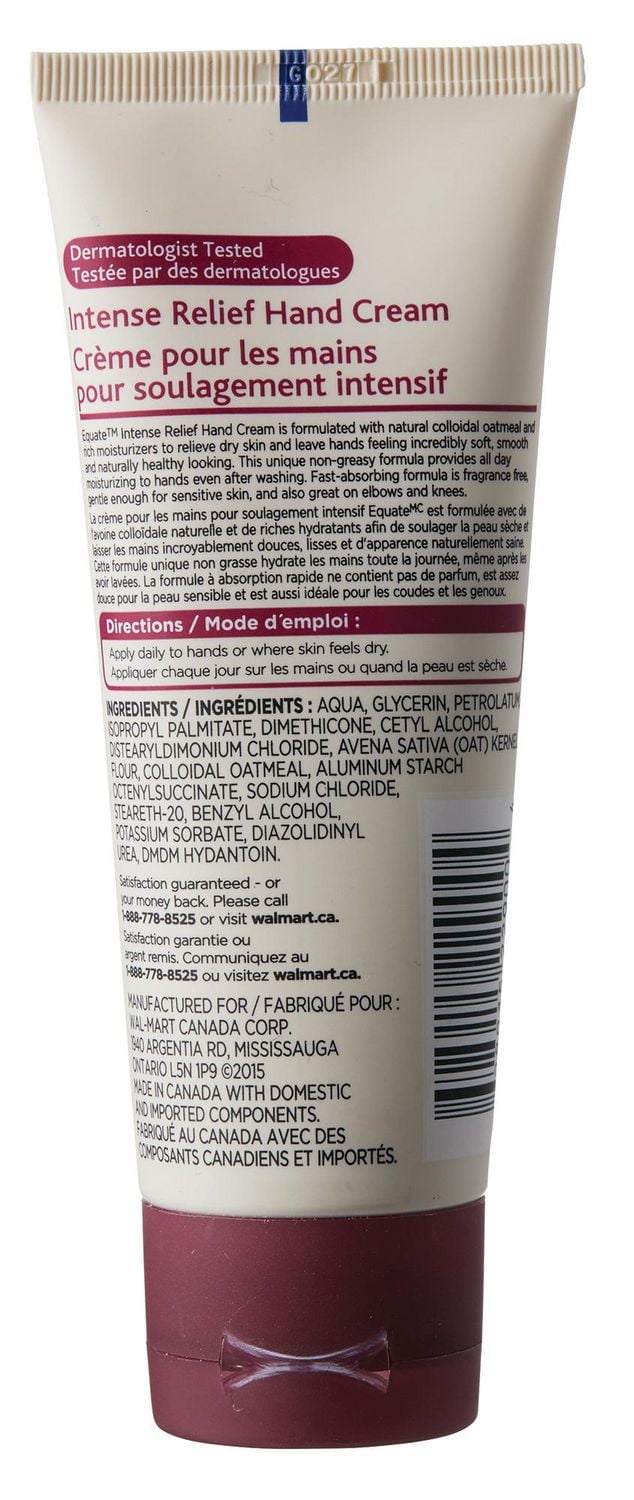 G027
Dermatologist Tested
Testée par des dermatologues
Intense Relief Hand Cream
Crème pour les mains
pour soulagement intensif
Equate™ Intense Relief Hand Cream is formulated with natural colloidal oatmeal and
rich moisturizers to relieve dry skin and leave hands feeling incredibly soft, smooth
and naturally healthy looking. This unique non-greasy formula provides all day
moisturizing to hands even after washing. Fast-absorbing formula is fragrance free,
gentle enough for sensitive skin, and also great on elbows and knees.
La crème pour les mains pour soulagement intensif Equate MC est formulée avec de
l'avoine colloïdale naturelle et de riches hydratants afin de soulager la peau sèche et
laisser les mains incroyablement douces, lisses et d'apparence naturellement saine.
Cette formule unique non grasse hydrate les mains toute la journée, même après les
avoir lavées. La formule à absorption rapide ne contient pas de parfum, est assez
douce pour la peau sensible et est aussi idéale pour les coudes et les genoux.
Directions / Mode d´emploi :
Apply daily to hands or where skin feels dry.
Appliquer chaque jour sur les mains ou quand la peau est sèche.
INGREDIENTS / INGRÉDIENTS : AQUA, GLYCERIN, PETROLATUM,
ISOPROPYL PALMITATE, DIMETHICONE, CETYL ALCOHOL,
DISTEARYLDIMONIUM CHLORIDE, AVENA SATIVA (OAT) KERNEL
FLOUR, COLLOIDAL OATMEAL, ALUMINUM STARCH
OCTENYLSUCCINATE, SODIUM CHLORIDE,
STEARETH-20, BENZYL ALCOHOL,
POTASSIUM SORBATE, DIAZOLIDINYL
UREA, DMDM HYDANTOIN.
Satisfaction guaranteed - or
your money back. Please call
1-888-778-8525 or visit walmart.ca.
Satisfaction garantie ou
argent remis. Communiquez au
1-888-778-8525 ou visitez walmart.ca.
MANUFACTURED FOR / FABRIQUÉ POUR :
WAL-MART CANADA CORP.
1940 ARGENTIA RD, MISSISSAUGA
ONTARIO L5N 1P9 ©2015
MADE IN CANADA WITH DOMESTIC
AND IMPORTED COMPONENTS.
FABRIQUÉ AU CANADA AVEC DES
COMPOSANTS CANADIENS ET IMPORTÉS.